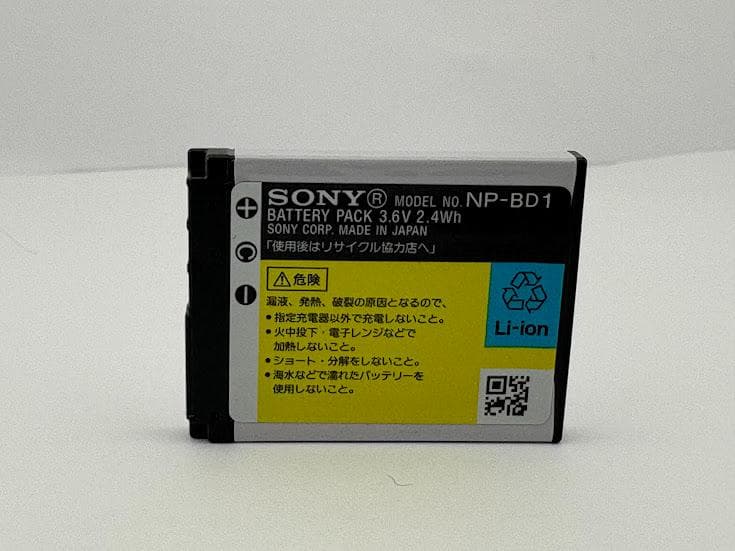 SONY® MODEL NO. NP-BD1
BATTERY PACK 3.6V 2.4Wh
SONY CORP. MADE IN JAPAN
「使用後はリサイクル協力店へ」
⚠危険
漏液、発熱、破裂の原因となるので、
●指定充電器以外で充電しないこと。
●火中投下・電子レンジなどで
加熱しないこと。
●ショート・分解をしないこと。
●海水などで濡れたバッテリーを
使用しないこと。
Li-ion
+
C
-